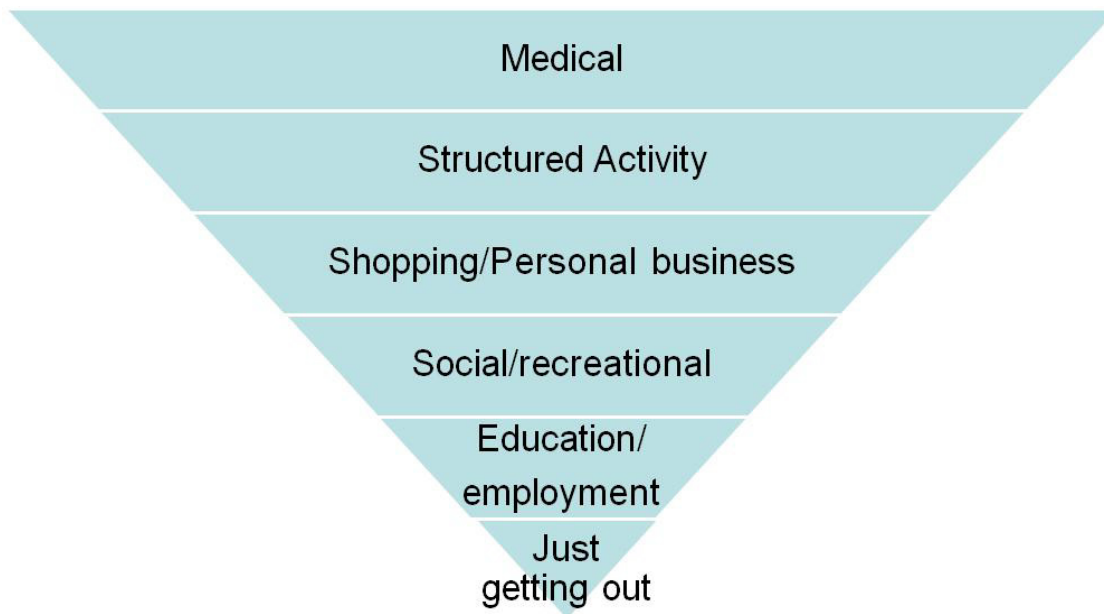 Medical
Structured Activity
Shopping/Personal business
Social/recreational
Education/
employment
Just
getting out